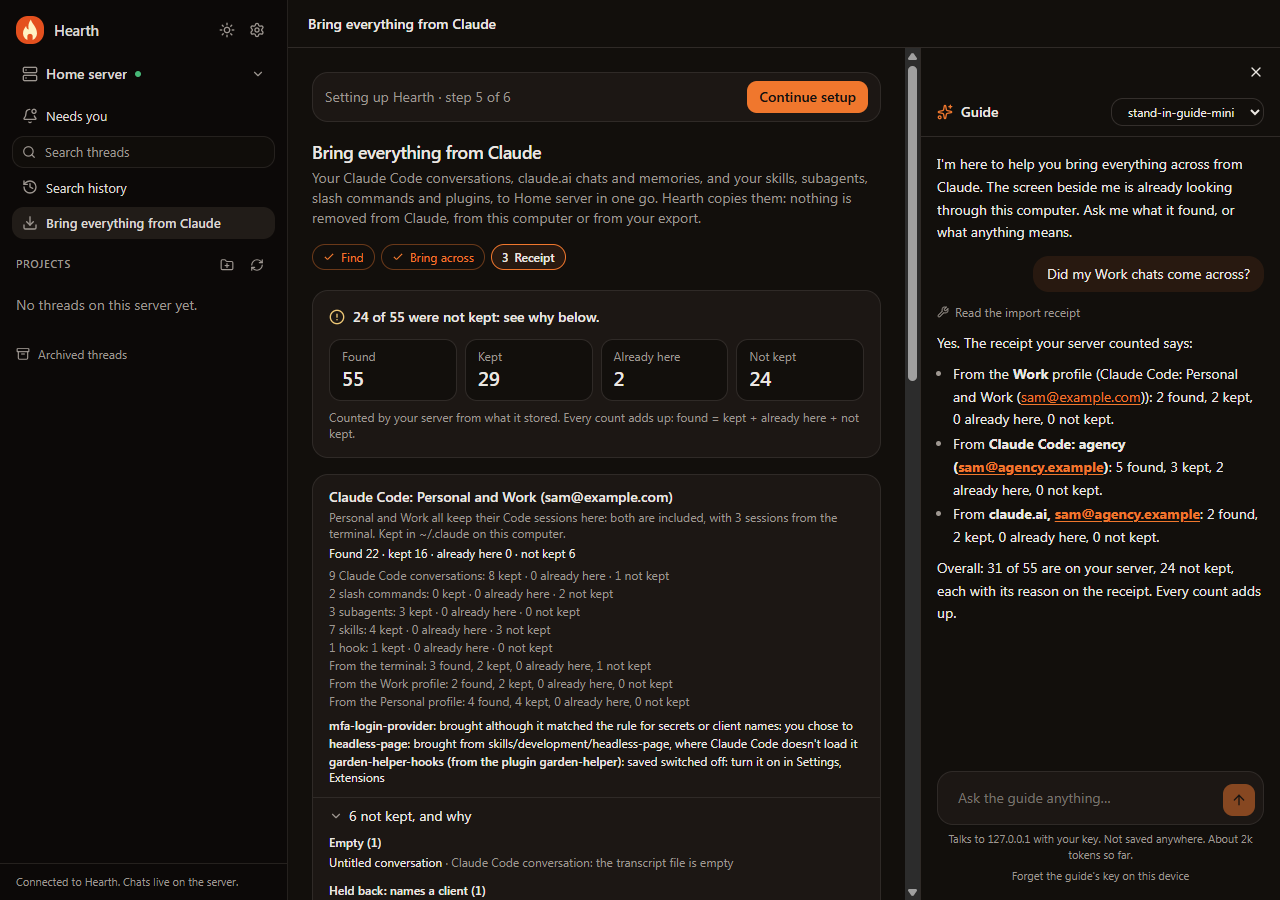 Hearth
Home server
Needs you
Search threads
Search history
Bring everything from Claude
PROJECTS
No threads on this server yet.
Archived threads
Connected to Hearth. Chats live on the server.
Bring everything from Claude
Setting up Hearth · step 5 of 6
Continue setup
Bring everything from Claude
Your Claude Code conversations, claude.ai chats and memories, and your skills, subagents,
slash commands and plugins, to Home server in one go. Hearth copies them: nothing is
removed from Claude, from this computer or from your export.
Find
Bring across
3 Receipt
24 of 55 were not kept: see why below.
Found
55
Kept
29
Already here
2
Not kept
24
Counted by your server from what it stored. Every count adds up: found = kept + already here + not
kept.
Claude Code: Personal and Work (sam@example.com)
Personal and Work all keep their Code sessions here: both are included, with 3 sessions from the
terminal. Kept in ~/.claude on this computer.
Found 22 · kept 16 · already here 0 · not kept 6
9 Claude Code conversations: 8 kept · 0 already here · 1 not kept
2 slash commands: 0 kept · 0 already here · 2 not kept
3 subagents: 3 kept · 0 already here · 0 not kept
7 skills: 4 kept · 0 already here · 3 not kept
1 hook: 1 kept · 0 already here · 0 not kept
From the terminal: 3 found, 2 kept, 0 already here, 1 not kept
From the Work profile: 2 found, 2 kept, 0 already here, 0 not kept
From the Personal profile: 4 found, 4 kept, 0 already here, 0 not kept
mfa-login-provider: brought although it matched the rule for secrets or client names: you chose to
headless-page: brought from skills/development/headless-page, where Claude Code doesn't load it
garden-helper-hooks (from the plugin garden-helper): saved switched off: turn it on in Settings,
Extensions
6 not kept, and why
Empty (1)
Untitled conversation · Claude Code conversation: the transcript file is empty
Held back: names a client (1)
Guide
stand-in-guide-mini
I'm here to help you bring everything across from
Claude. The screen beside me is already looking
through this computer. Ask me what it found, or
what anything means.
Did my Work chats come across?
Read the import receipt
Yes. The receipt your server counted says:
From the Work profile (Claude Code: Personal
and Work (sam@example.com)): 2 found, 2 kept,
0 already here, 0 not kept.
From Claude Code: agency
(sam@agency.example): 5 found, 3 kept, 2
already here, 0 not kept.
From claude.ai, sam@agency.example: 2 found,
2 kept, 0 already here, 0 not kept.
Overall: 31 of 55 are on your server, 24 not kept,
each with its reason on the receipt. Every count adds
up.
Ask the guide anything...
Talks to 127.0.0.1 with your key. Not saved anywhere. About 2k
tokens so far.
Forget the guide's key on this device